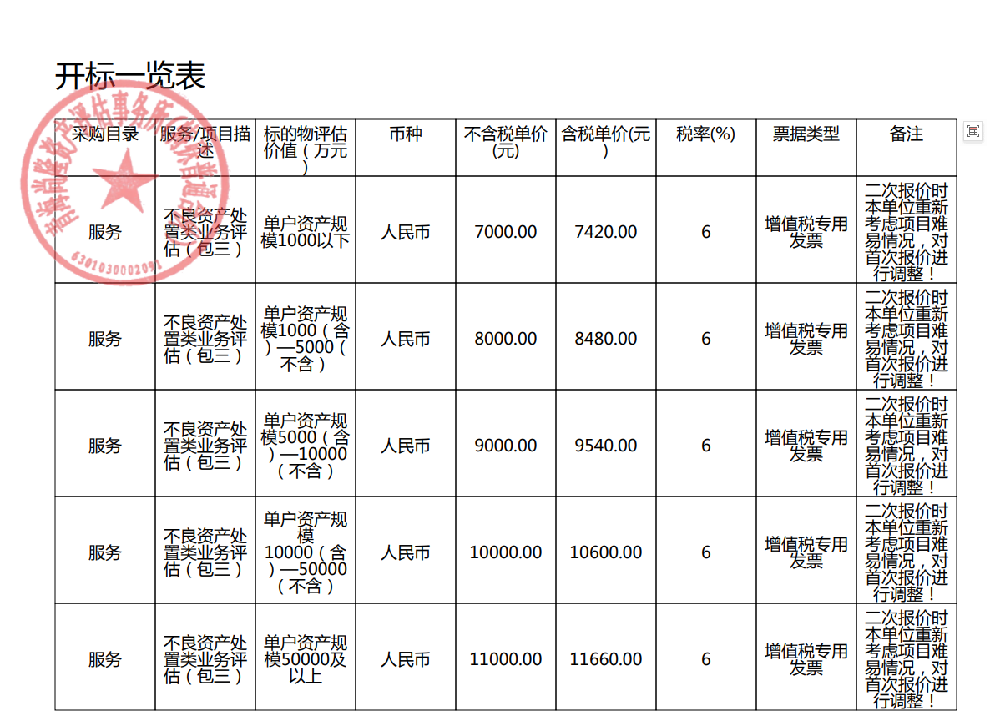 开标一览表
采购目录
服务/项目描
述
标的物评估
价值（万元
）
币种
不含税单价
(元)
含税单价(元
)
税率(%)
票据类型
备注
服务
不良资产处
置类业务评
估（包三）
单户资产规
模1000以下
人民币
7000.00
7420.00
6
增值税专用
发票
二次报价时
本单位重新
考虑项目难
易情况，对
首次报价进
行调整！
服务
不良资产处
置类业务评
估（包三）
单户资产规
模1000（含
）—5000（
不含）
人民币
8000.00
8480.00
6
增值税专用
发票
二次报价时
本单位重新
考虑项目难
易情况，对
首次报价进
行调整！
服务
不良资产处
置类业务评
估（包三）
单户资产规
模5000（含
）—10000
（不含）
人民币
9000.00
9540.00
6
增值税专用
发票
二次报价时
本单位重新
考虑项目难
易情况，对
首次报价进
行调整！
服务
不良资产处
置类业务评
估（包三）
单户资产规
模
10000（含
）—50000
（不含）
人民币
10000.00
10600.00
6
增值税专用
发票
二次报价时
本单位重新
考虑项目难
易情况，对
首次报价进
行调整！
服务
不良资产处
置类业务评
估（包三）
单户资产规
模50000及
以上
人民币
11000.00
11660.00
6
增值税专用
发票
二次报价时
本单位重新
考虑项目难
易情况，对
首次报价进
行调整！
青海尚隆资产评估事务所(特殊普通合伙)
6301030002091